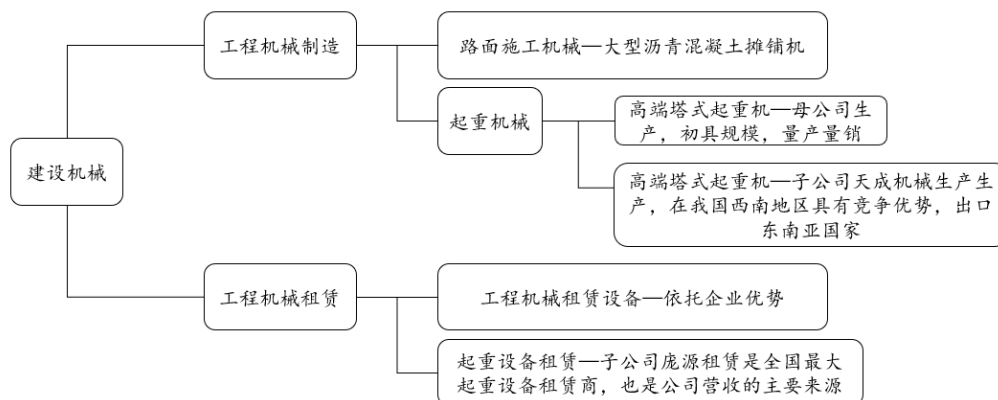 工程机械制造
路面施工机械—大型沥青混凝土摊铺机
起重机械
高端塔式起重机—母公司生
产，初具规模，量产量销
建设机械
高端塔式起重机—子公司天成机械生产生
产，在我国西南地区具有竞争优势，出口
东南亚国家
工程机械租赁
工程机械租赁设备—依托企业优势
起重设备租赁—子公司庞源租赁是全国最大
起重设备租赁商，也是公司营收的主要来源